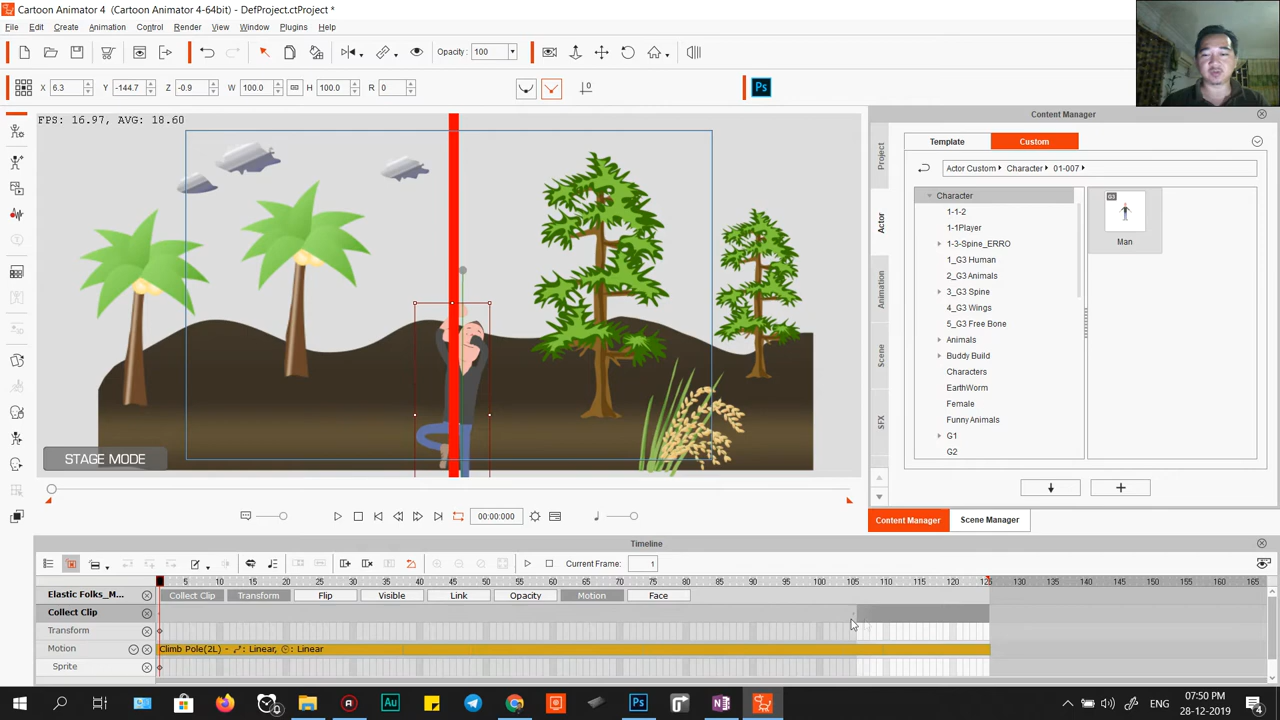 Cartoon Animator 4 (Cartoon Animator 4-64bit) - DefProject.ctProject *
File Edit Create Animation Control Render View Window Plugins Help
Opacity : 100
X 6.3 Y -144.7 Z -0.9 W 100.0 H 100.0 R 0 Ps
FPS: 16.97, AVG: 18.60
STAGE MODE
00:00:000
Content Manager
Template Custom
Actor Custom Character 01-007
Project
Actor
Animation
Scene
SFX
Character
1-1-2
1-1Player
1-3-Spine_ERRO
1_G3 Human
2_G3 Animals
3_G3 Spine
4_G3 Wings
5_G3 Free Bone
Animals
Buddy Build
Characters
EarthWorm
Female
Funny Animals
G1
G2
G3
Man
Content Manager Scene Manager
Timeline
Current Frame: 1
5 10 15 20 25 30 35 40 45 50 55 60 65 70 75 80 85 90 95 100 105 110 115 120 125 130 135 140 145 150 155 160 165
Elastic Folks_M... Collect Clip Transform Flip Visible Link Opacity Motion Face
Collect Clip
Transform
Motion Climb Pole(2L) - : Linear, : Linear
Sprite
Au Ps
ENG 07:50 PM
28-12-2019
4